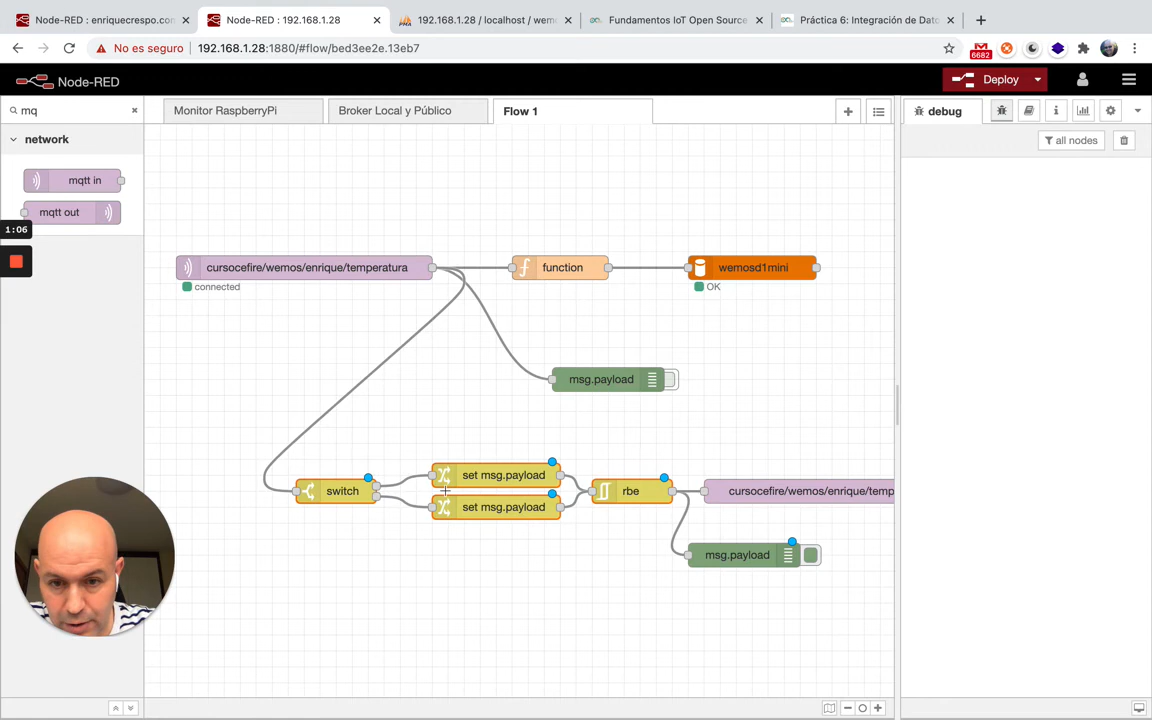 Node-RED : enriquecrespo.con
Node-RED : 192.168.1.28
192.168.1.28 / localhost / wemo
Fundamentos IoT Open Source
Práctica 6: Integración de Dato
No es seguro
192.168.1.28:1880/#flow/bed3ee2e.13eb7
6682
Node-RED
Deploy
mq
Monitor RaspberryPi
Broker Local y Público
Flow 1
debug
all nodes
network
mqtt in
mqtt out
1:06
cursocefire/wemos/enrique/temperatura
connected
function
wemosd1mini
OK
msg.payload
switch
set msg.payload
set msg.payload
rbe
cursocefire/wemos/enrique/temp
msg.payload